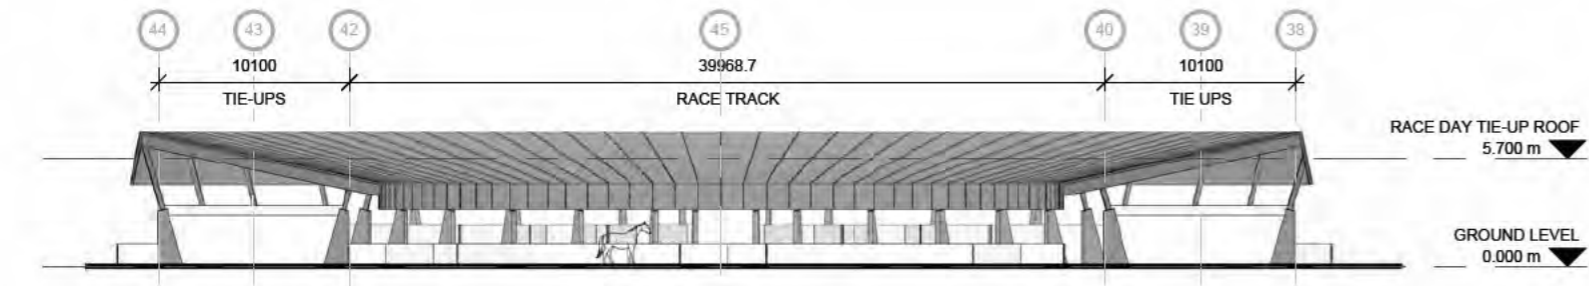 44 43 42 45 40 39 38
10100 39968.7 10100
TIE-UPS RACE TRACK TIE UPS
RACE DAY TIE-UP ROOF
5.700 m
GROUND LEVEL
0.000 m